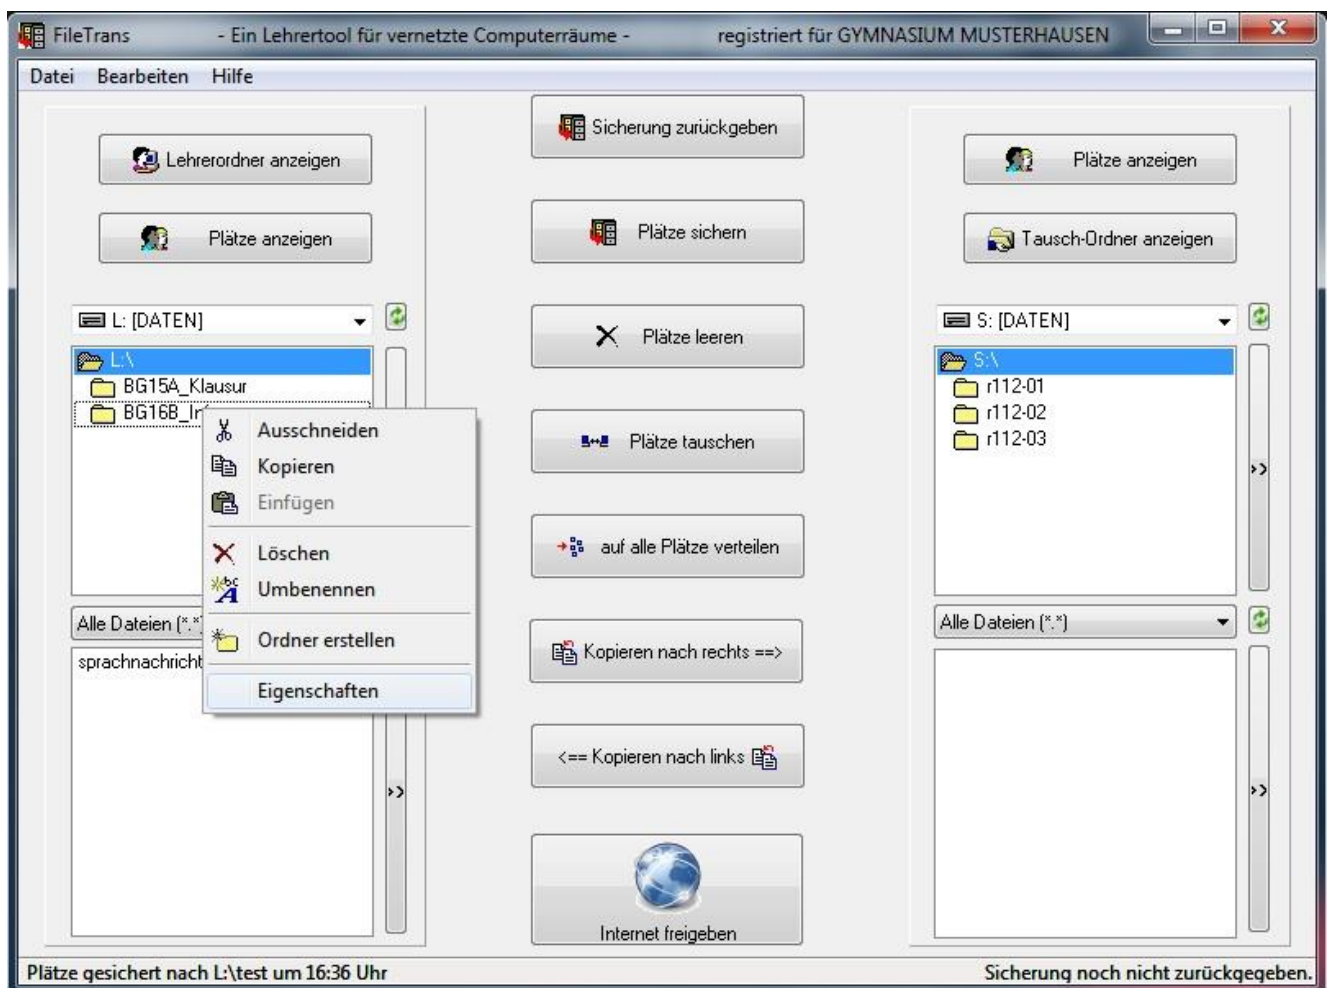 FileTrans - Ein Lehrertool für vernetzte Computerräume - registriert für GYMNASIUM MUSTERHAUSEN
Datei Bearbeiten Hilfe
Lehrerordner anzeigen
Plätze anzeigen
L: [DATEN]
L:\
BG15A_Klausur
Alle Dateien (*.*)
Ausschneiden
Kopieren
Einfügen
Löschen
Umbenennen
Ordner erstellen
Eigenschaften
>>
Sicherung zurückgeben
Plätze sichern
Plätze leeren
Plätze tauschen
auf alle Plätze verteilen
Kopieren nach rechts ==>
<== Kopieren nach links
Internet freigeben
Plätze anzeigen
Tausch-Ordner anzeigen
S: [DATEN]
S:\
r112-01
r112-02
r112-03
>>
Alle Dateien (*.*)
>>
Plätze gesichert nach L:\test um 16:36 Uhr
Sicherung noch nicht zurückgegeben.